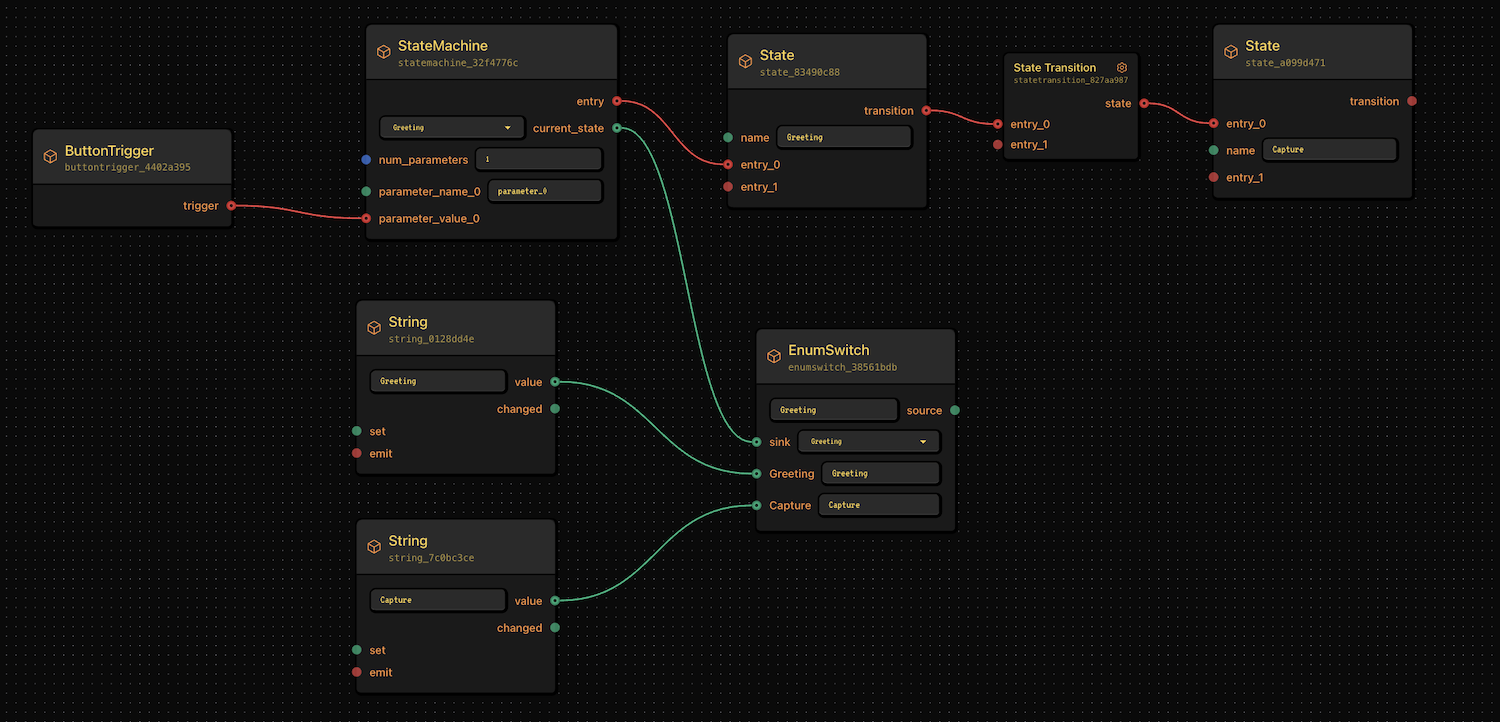 ButtonTrigger
buttontrigger_4402a395
trigger
StateMachine
statemachine_32f4776c
entry
Greeting
current_state
num_parameters
1
parameter_name_0
parameter_0
parameter_value_0
State
state_83490c88
transition
name
Greeting
entry_0
entry_1
State Transition
statetransition_827aa987
state
entry_0
entry_1
State
state_a099d471
transition
entry_0
name
Capture
entry_1
String
string_0128dd4e
Greeting
value
changed
set
emit
String
string_7c0bc3ce
Capture
value
changed
set
emit
EnumSwitch
enumswitch_38561bdb
Greeting
source
sink
Greeting
Greeting
Greeting
Capture
Capture